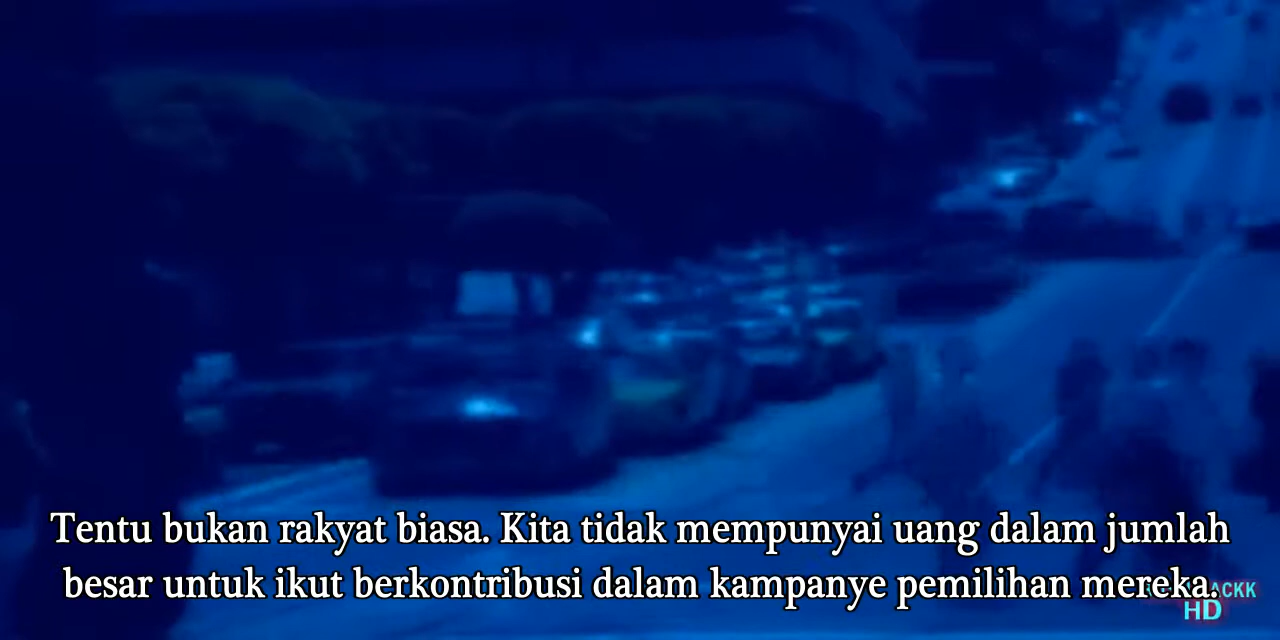 Tentu bukan rakyat biasa. Kita tidak mempunyai uang dalam jumlah
besar untuk ikut berkontribusi dalam kampanye pemilihan mereka.
HD